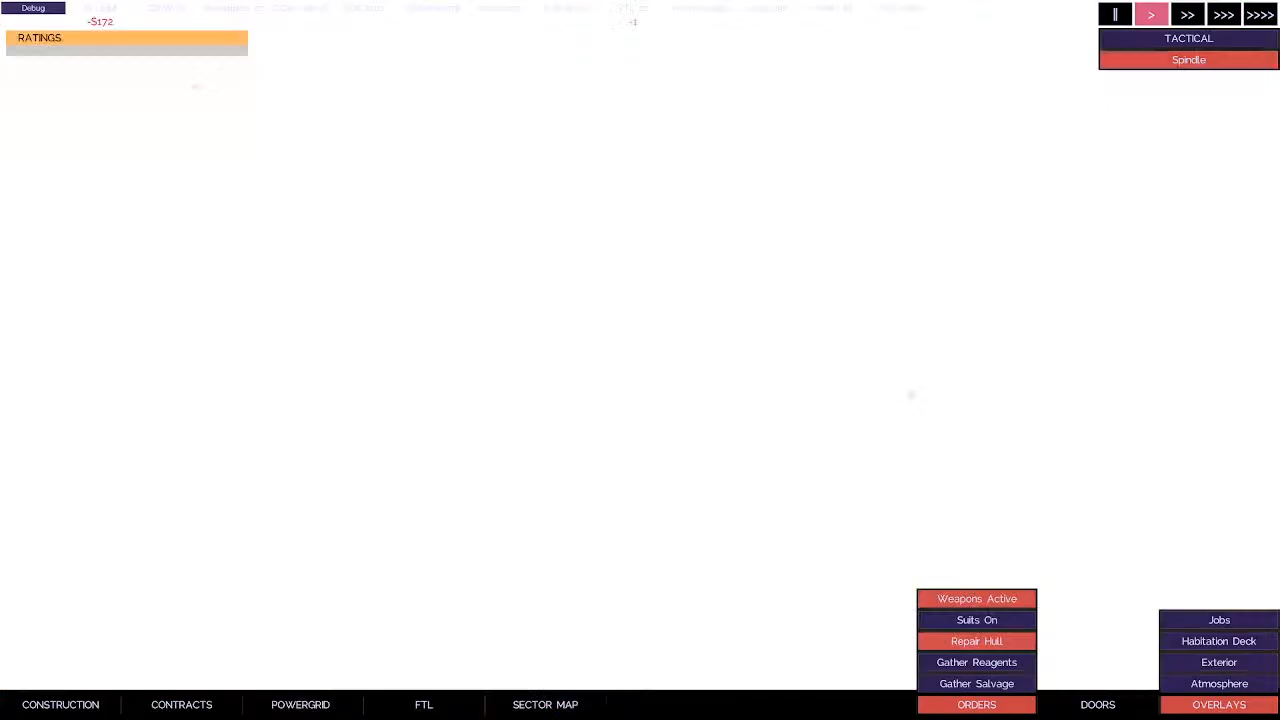 Debug
-$172
-1
||
>
>>
>>>
>>>>
RATINGS
TACTICAL
Spindle
Weapons Active
Suits On
Repair Hull
Gather Reagents
Gather Salvage
Jobs
Habitation Deck
Exterior
Atmosphere
CONSTRUCTION
CONTRACTS
POWERGRID
FTL
SECTOR MAP
ORDERS
DOORS
OVERLAYS